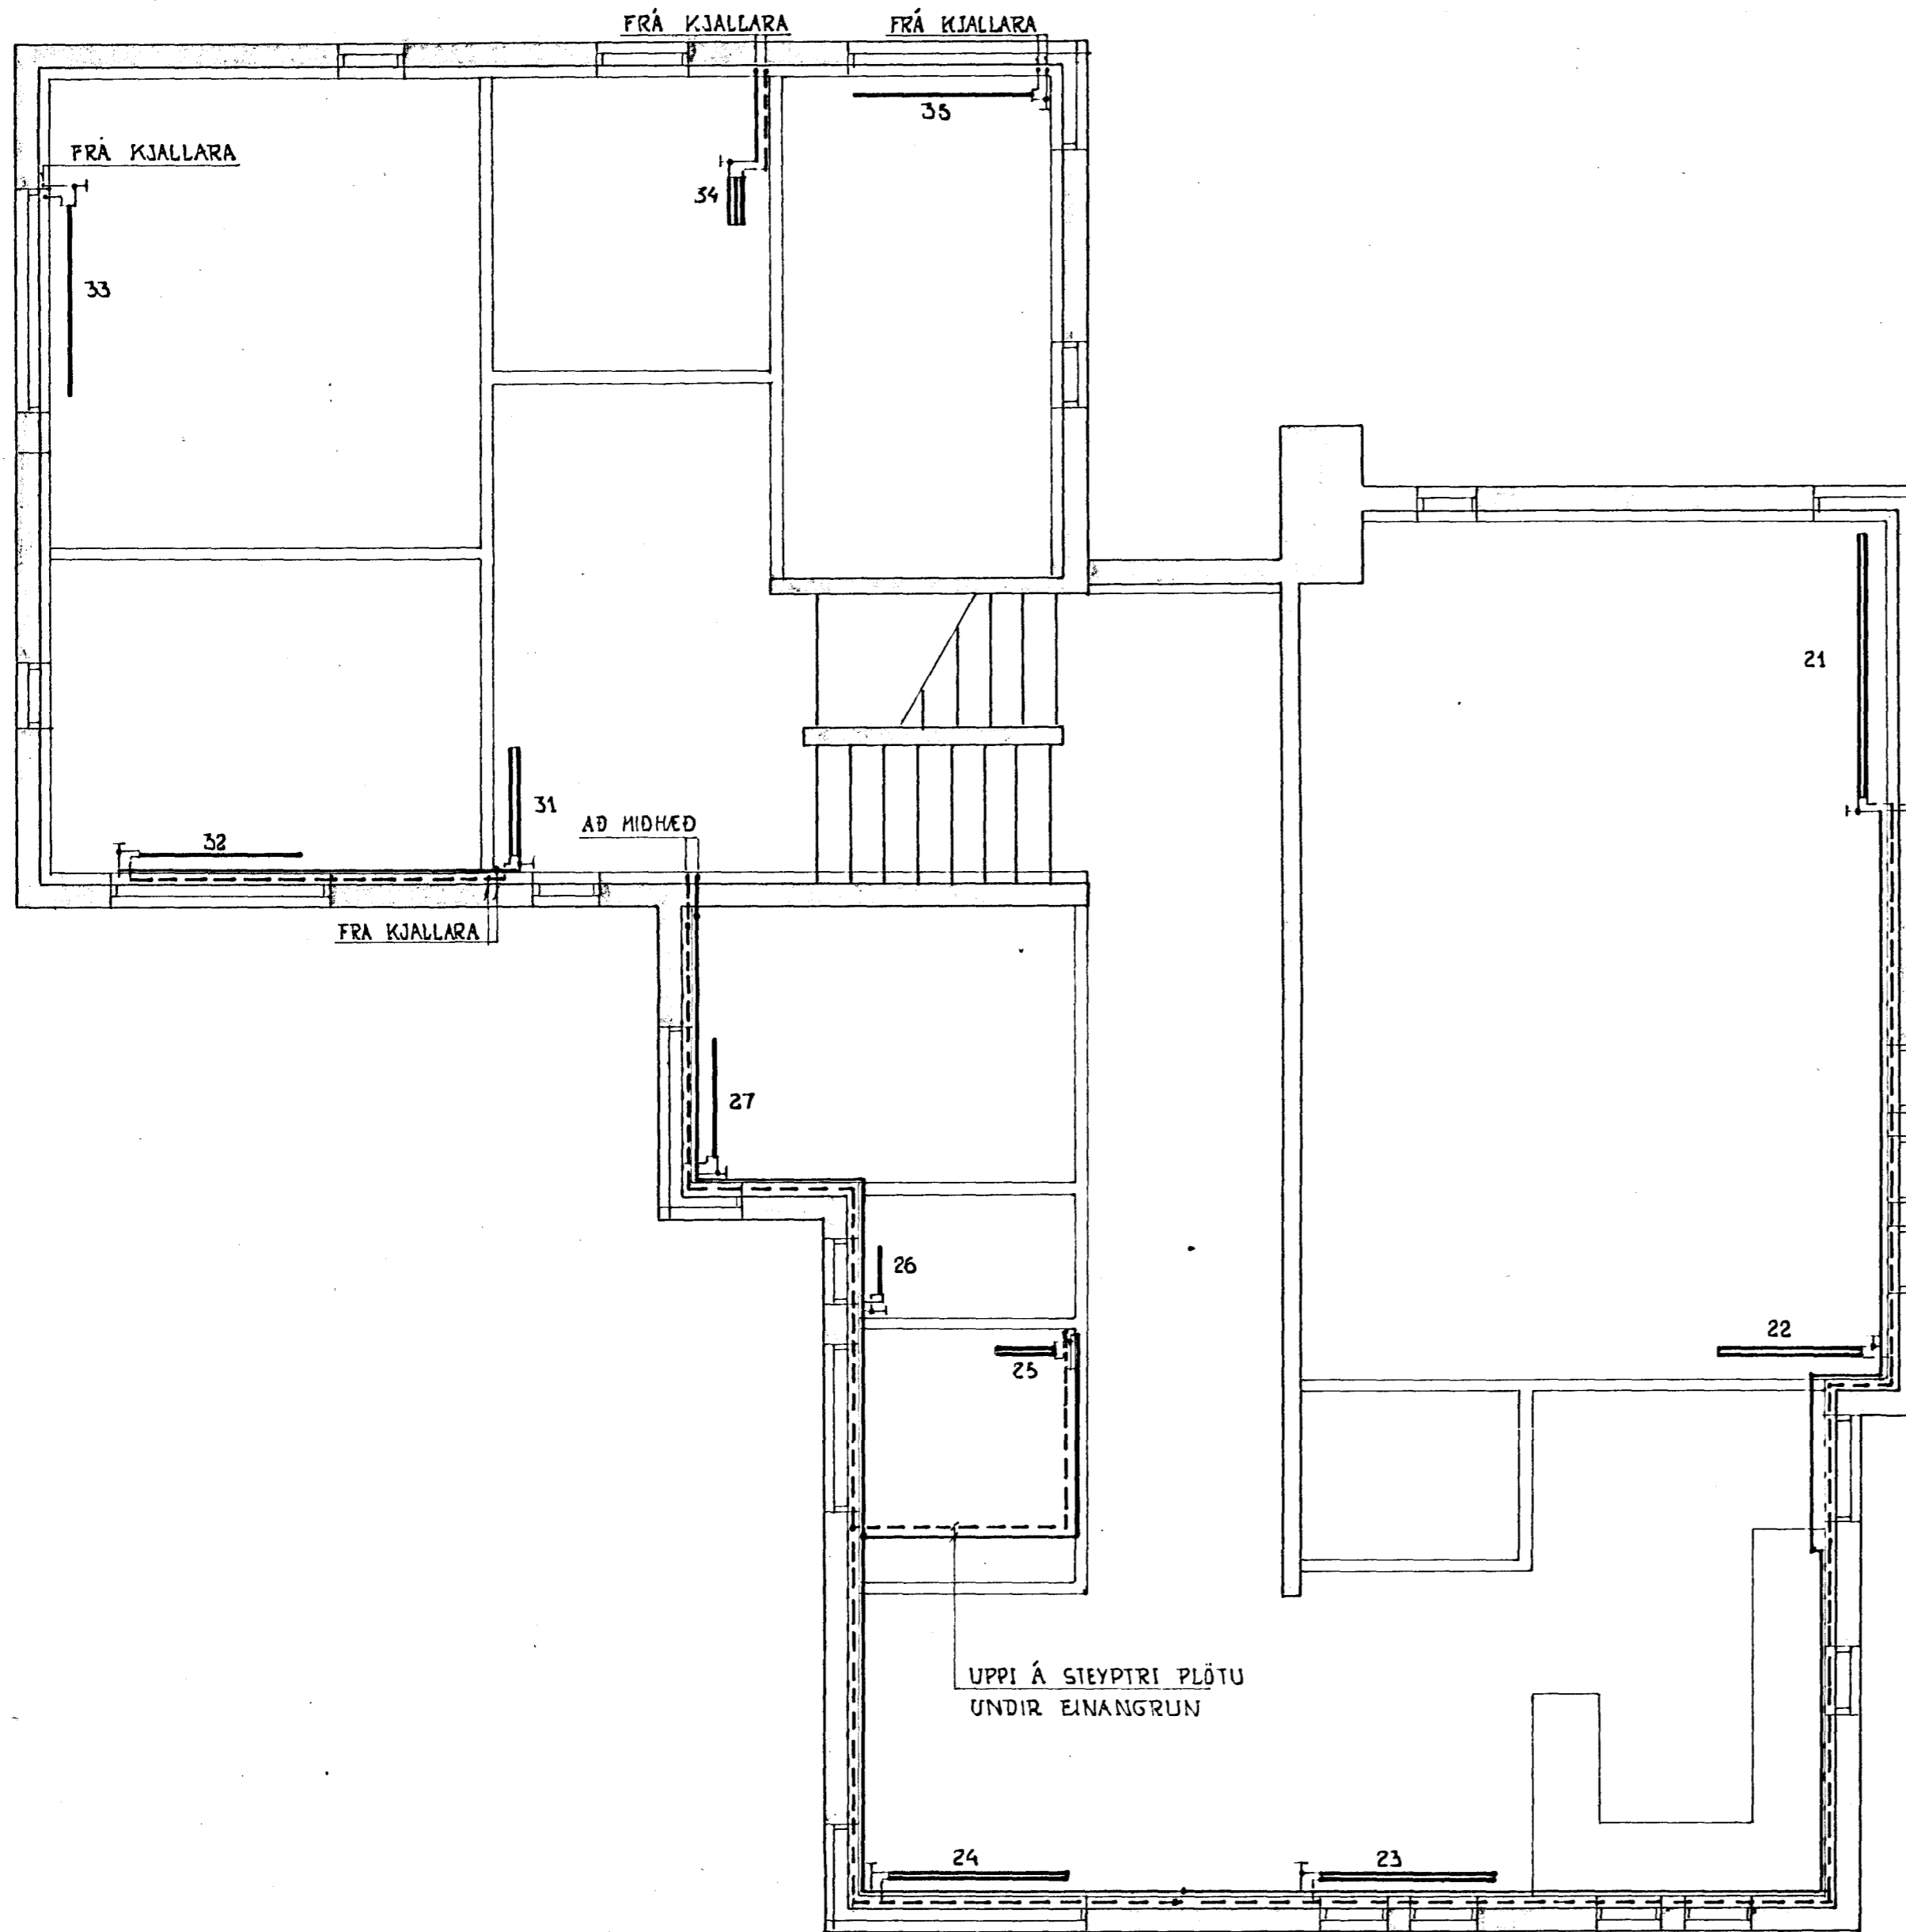 FRÁ KJALLARA
FRÁ KJALLARA
35
FRÁ KJALLARA
34
33
21
31
AÐ MIÐHÆÐ
32
FRA KJALLARA
27
26
22
25
UPPI Á STEYPTRI PLÖTU
UNDIR EINANGRUN
24
23